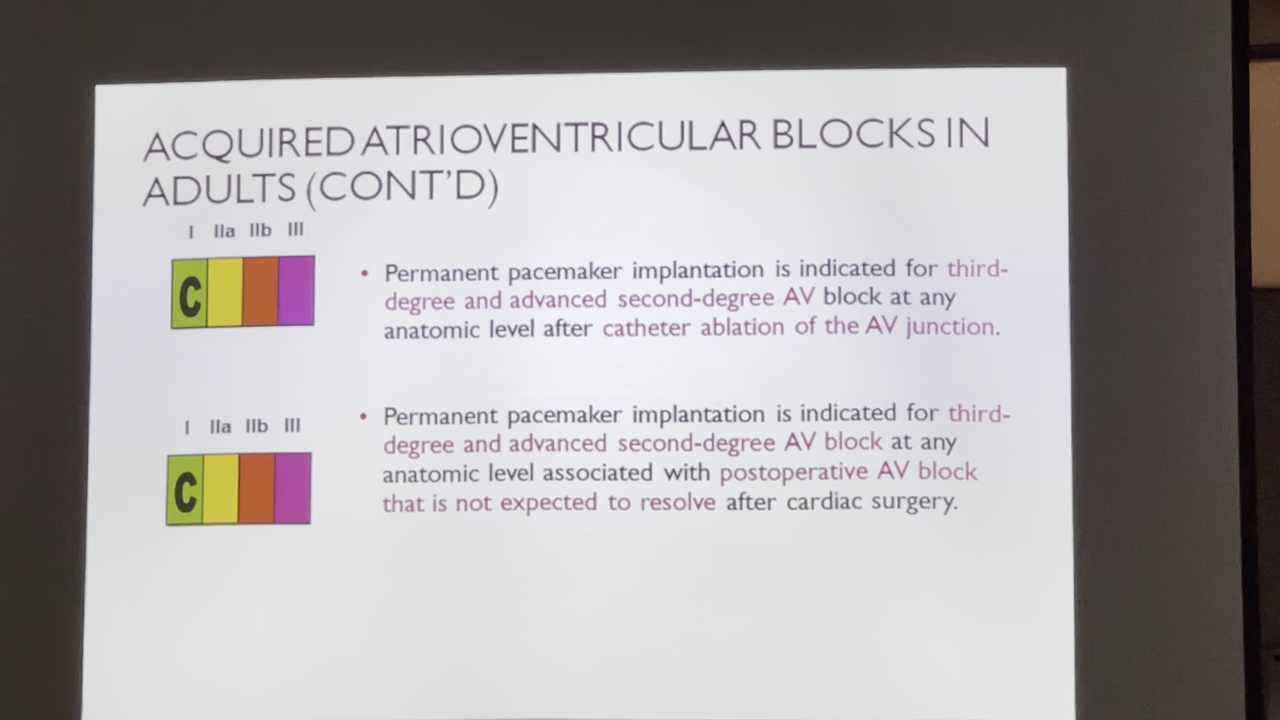 ACQUIRED ATRIOVENTRICULAR BLOCKS IN
ADULTS (CONT'D)
I IIa IIb III
C
• Permanent pacemaker implantation is indicated for third-
degree and advanced second-degree AV block at any
anatomic level after catheter ablation of the AV junction.
I IIa IIb III
C
• Permanent pacemaker implantation is indicated for third-
degree and advanced second-degree AV block at any
anatomic level associated with postoperative AV block
that is not expected to resolve after cardiac surgery.